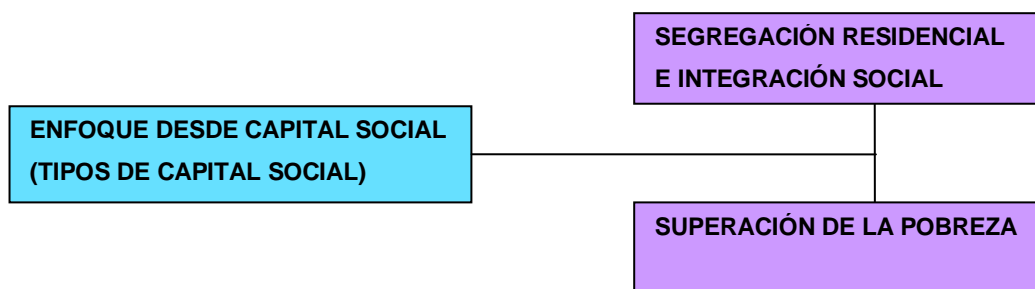 SEGREGACIÓN RESIDENCIAL
E INTEGRACIÓN SOCIAL
ENFOQUE DESDE CAPITAL SOCIAL
(TIPOS DE CAPITAL SOCIAL)
SUPERACIÓN DE LA POBREZA